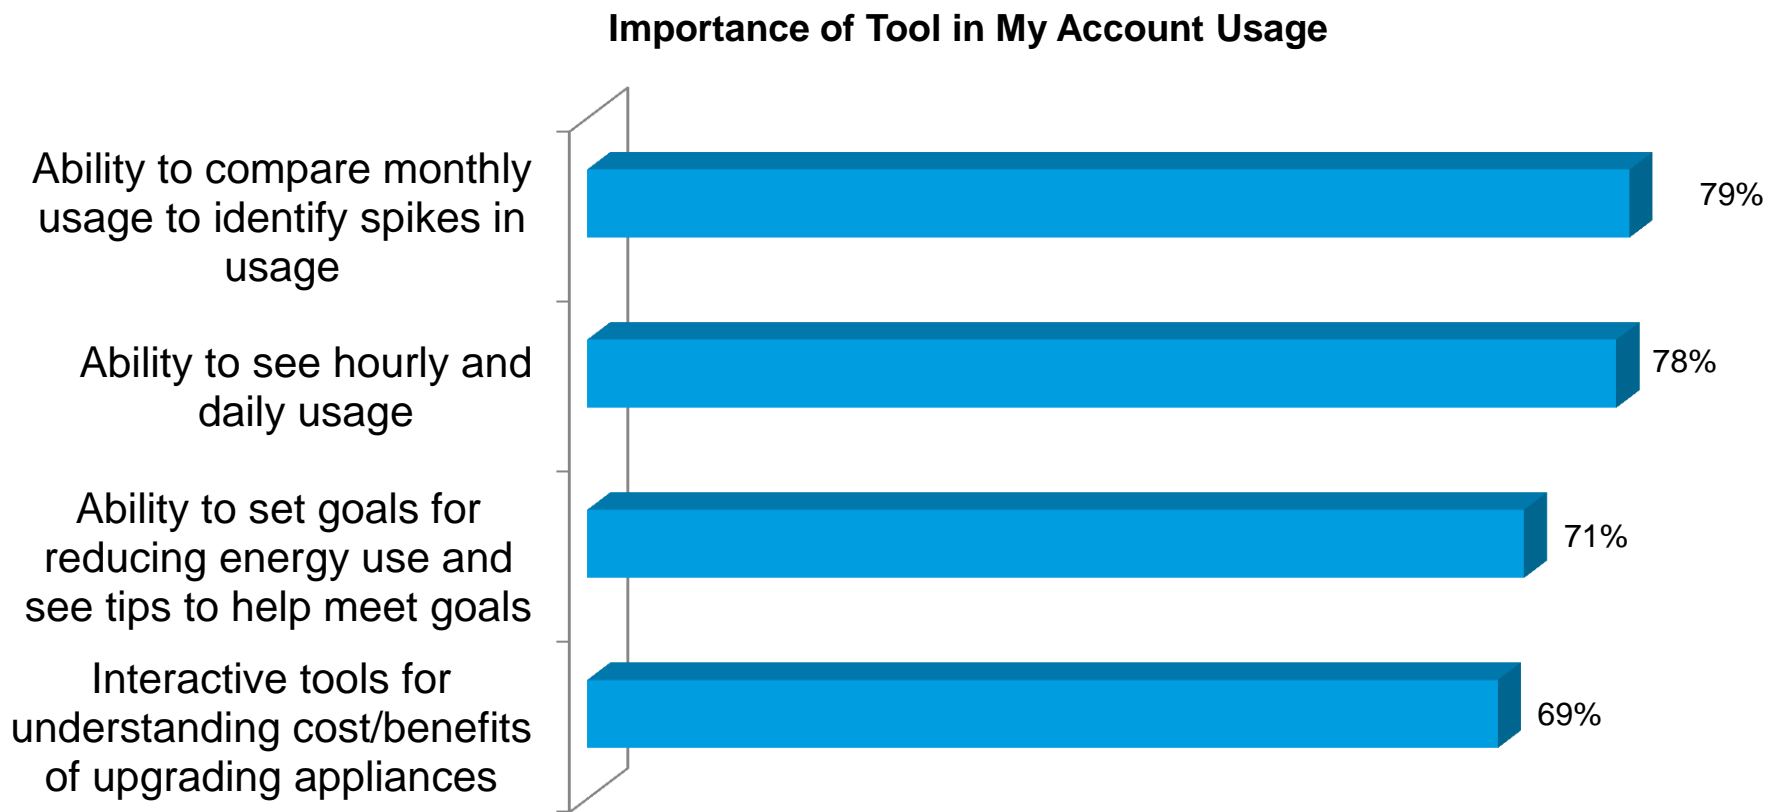 Importance of Tool in My Account Usage
Ability to compare monthly
usage to identify spikes in
usage
79%
Ability to see hourly and
daily usage
78%
Ability to set goals for
reducing energy use and
see tips to help meet goals
71%
Interactive tools for
understanding cost/benefits
of upgrading appliances
69%